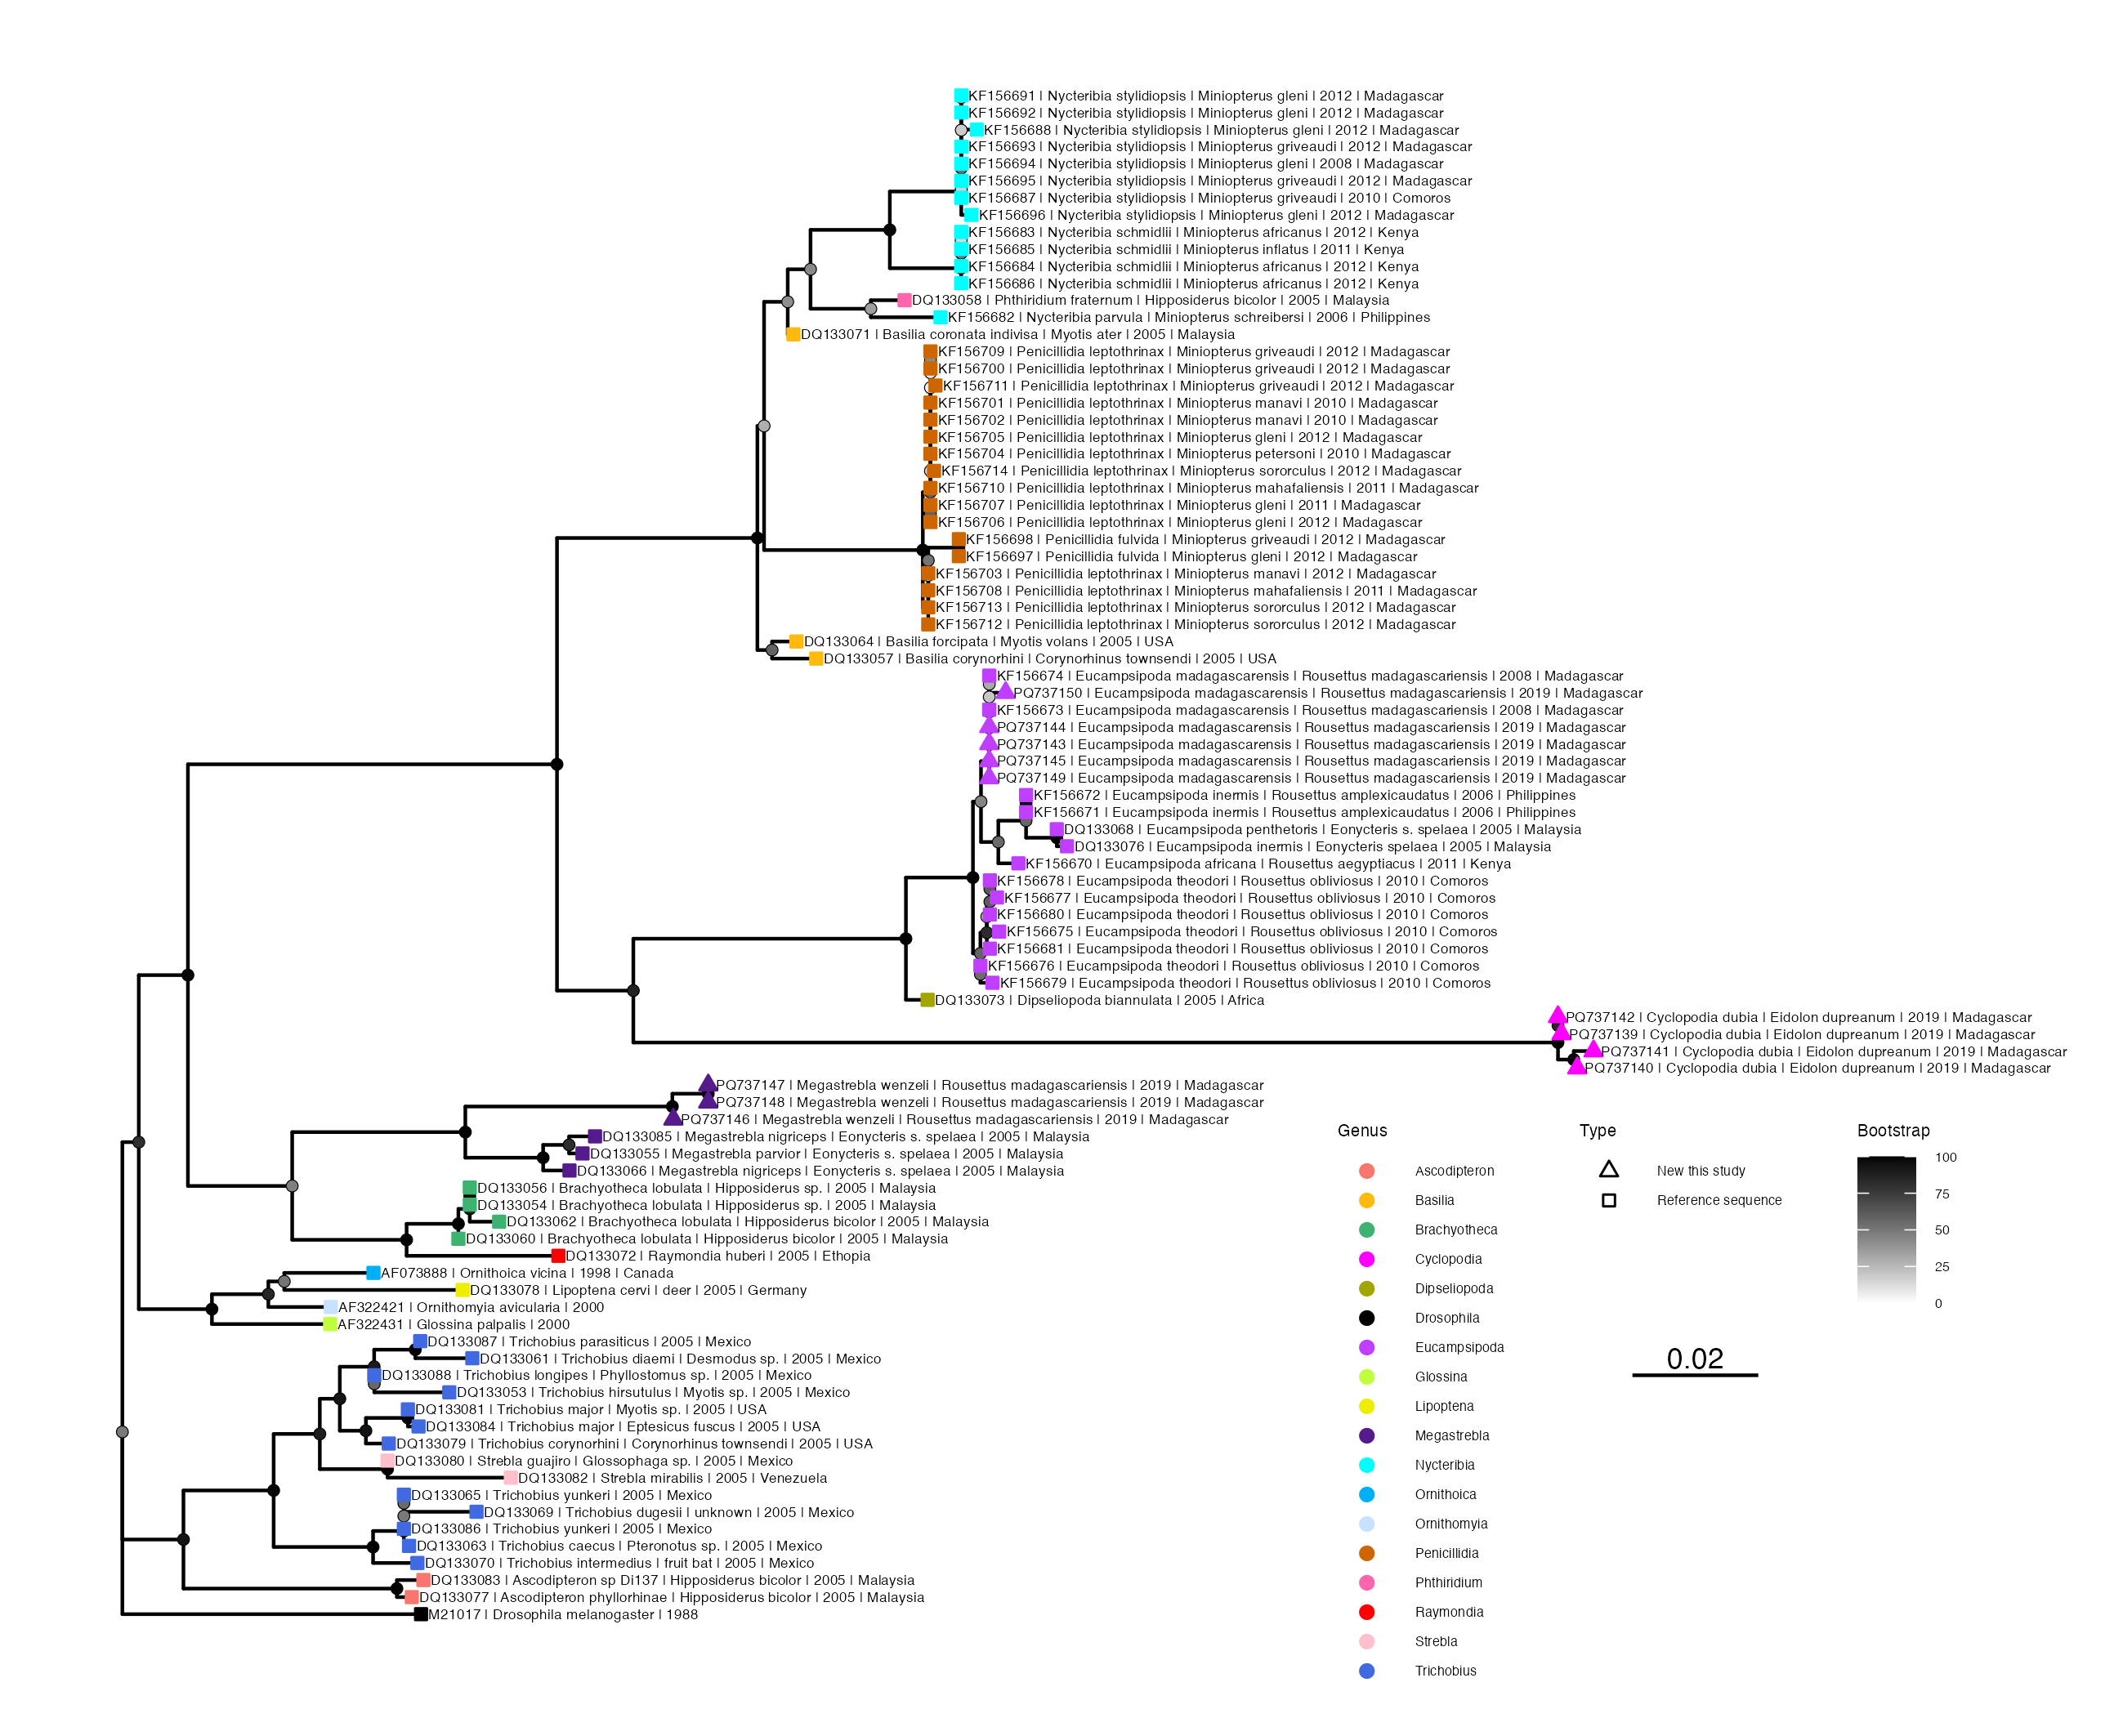 KF156691 | Nycteribia stylidiopsis | Miniopterus gleni | 2012 | Madagascar
KF156692 | Nycteribia stylidiopsis | Miniopterus gleni | 2012 | Madagascar
KF156688 | Nycteribia stylidiopsis | Miniopterus gleni | 2012 | Madagascar
KF156693 | Nycteribia stylidiopsis | Miniopterus griveaudi | 2012 | Madagascar
KF156694 | Nycteribia stylidiopsis | Miniopterus gleni | 2008 | Madagascar
KF156695 | Nycteribia stylidiopsis | Miniopterus griveaudi | 2012 | Madagascar
KF156687 | Nycteribia stylidiopsis | Miniopterus griveaudi | 2010 | Comoros
KF156696 | Nycteribia stylidiopsis | Miniopterus gleni | 2012 | Madagascar
KF156683 | Nycteribia schmidlii | Miniopterus africanus | 2012 | Kenya
KF156685 | Nycteribia schmidlii | Miniopterus inflatus | 2011 | Kenya
KF156684 | Nycteribia schmidlii | Miniopterus africanus | 2012 | Kenya
KF156686 | Nycteribia schmidlii | Miniopterus africanus | 2012 | Kenya
DQ133058 | Phthiridium fraternum | Hipposiderus bicolor | 2005 | Malaysia
KF156682 | Nycteribia parvula | Miniopterus schreibersi | 2006 | Philippines
DQ133071 | Basilia coronata indivisa | Myotis ater | 2005 | Malaysia
KF156709 | Penicillidia leptothrinax | Miniopterus griveaudi | 2012 | Madagascar
KF156700 | Penicillidia leptothrinax | Miniopterus griveaudi | 2012 | Madagascar
KF156711 | Penicillidia leptothrinax | Miniopterus griveaudi | 2012 | Madagascar
KF156701 | Penicillidia leptothrinax | Miniopterus manavi | 2010 | Madagascar
KF156702 | Penicillidia leptothrinax | Miniopterus manavi | 2010 | Madagascar
KF156705 | Penicillidia leptothrinax | Miniopterus gleni | 2012 | Madagascar
KF156704 | Penicillidia leptothrinax | Miniopterus petersoni | 2010 | Madagascar
KF156714 | Penicillidia leptothrinax | Miniopterus sororculus | 2012 | Madagascar
KF156710 | Penicillidia leptothrinax | Miniopterus mahafaliensis | 2011 | Madagascar
KF156707 | Penicillidia leptothrinax | Miniopterus gleni | 2011 | Madagascar
KF156706 | Penicillidia leptothrinax | Miniopterus gleni | 2012 | Madagascar
KF156698 | Penicillidia fulvida | Miniopterus griveaudi | 2012 | Madagascar
KF156697 | Penicillidia fulvida | Miniopterus gleni | 2012 | Madagascar
KF156703 | Penicillidia leptothrinax | Miniopterus manavi | 2012 | Madagascar
KF156708 | Penicillidia leptothrinax | Miniopterus mahafaliensis | 2011 | Madagascar
KF156713 | Penicillidia leptothrinax | Miniopterus sororculus | 2012 | Madagascar
KF156712 | Penicillidia leptothrinax | Miniopterus sororculus | 2012 | Madagascar
DQ133064 | Basilia forcipata | Myotis volans | 2005 | USA
DQ133057 | Basilia corynorhini | Corynorhinus townsendi | 2005 | USA
KF156674 | Eucampsipoda madagascarensis | Rousettus madagascariensis | 2008 | Madagascar
PQ737150 | Eucampsipoda madagascarensis | Rousettus madagascariensis | 2019 | Madagascar
KF156673 | Eucampsipoda madagascarensis | Rousettus madagascariensis | 2008 | Madagascar
PQ737144 | Eucampsipoda madagascarensis | Rousettus madagascariensis | 2019 | Madagascar
PQ737143 | Eucampsipoda madagascarensis | Rousettus madagascariensis | 2019 | Madagascar
PQ737145 | Eucampsipoda madagascarensis | Rousettus madagascariensis | 2019 | Madagascar
PQ737149 | Eucampsipoda madagascarensis | Rousettus madagascariensis | 2019 | Madagascar
KF156672 | Eucampsipoda inermis | Rousettus amplexicaudatus | 2006 | Philippines
KF156671 | Eucampsipoda inermis | Rousettus amplexicaudatus | 2006 | Philippines
DQ133068 | Eucampsipoda penthetoris | Eonycteris s. spelaea | 2005 | Malaysia
DQ133076 | Eucampsipoda inermis | Eonycteris spelaea | 2005 | Malaysia
KF156670 | Eucampsipoda africana | Rousettus aegyptiacus | 2011 | Kenya
KF156678 | Eucampsipoda theodori | Rousettus obliviosus | 2010 | Comoros
KF156677 | Eucampsipoda theodori | Rousettus obliviosus | 2010 | Comoros
KF156680 | Eucampsipoda theodori | Rousettus obliviosus | 2010 | Comoros
KF156675 | Eucampsipoda theodori | Rousettus obliviosus | 2010 | Comoros
KF156681 | Eucampsipoda theodori | Rousettus obliviosus | 2010 | Comoros
KF156676 | Eucampsipoda theodori | Rousettus obliviosus | 2010 | Comoros
KF156679 | Eucampsipoda theodori | Rousettus obliviosus | 2010 | Comoros
DQ133073 | Dipseliopoda biannulata | 2005 | Africa
PQ737142 | Cyclopodia dubia | Eidolon dupreanum | 2019 | Madagascar
PQ737139 | Cyclopodia dubia | Eidolon dupreanum | 2019 | Madagascar
PQ737141 | Cyclopodia dubia | Eidolon dupreanum | 2019 | Madagascar
PQ737140 | Cyclopodia dubia | Eidolon dupreanum | 2019 | Madagascar
PQ737147 | Megastrebla wenzeli | Rousettus madagascariensis | 2019 | Madagascar
PQ737148 | Megastrebla wenzeli | Rousettus madagascariensis | 2019 | Madagascar
PQ737146 | Megastrebla wenzeli | Rousettus madagascariensis | 2019 | Madagascar
DQ133085 | Megastrebla nigriceps | Eonycteris s. spelaea | 2005 | Malaysia
DQ133055 | Megastrebla parvior | Eonycteris s. spelaea | 2005 | Malaysia
DQ133066 | Megastrebla nigriceps | Eonycteris s. spelaea | 2005 | Malaysia
DQ133056 | Brachyotheca lobulata | Hipposiderus sp. | 2005 | Malaysia
DQ133054 | Brachyotheca lobulata | Hipposiderus sp. | 2005 | Malaysia
DQ133062 | Brachyotheca lobulata | Hipposiderus bicolor | 2005 | Malaysia
DQ133060 | Brachyotheca lobulata | Hipposiderus bicolor | 2005 | Malaysia
DQ133072 | Raymondia huberi | 2005 | Ethopia
AF073888 | Ornithoica vicina | 1998 | Canada
DQ133078 | Lipoptena cervi | deer | 2005 | Germany
AF322421 | Ornithomyia avicularia | 2000
AF322431 | Glossina palpalis | 2000
DQ133087 | Trichobius parasiticus | 2005 | Mexico
DQ133061 | Trichobius diaemi | Desmodus sp. | 2005 | Mexico
DQ133088 | Trichobius longipes | Phyllostomus sp. | 2005 | Mexico
DQ133053 | Trichobius hirsutulus | Myotis sp. | 2005 | Mexico
DQ133081 | Trichobius major | Myotis sp. | 2005 | USA
DQ133084 | Trichobius major | Eptesicus fuscus | 2005 | USA
DQ133079 | Trichobius corynorhini | Corynorhinus townsendi | 2005 | USA
DQ133080 | Strebla guajiro | Glossophaga sp. | 2005 | Mexico
DQ133082 | Strebla mirabilis | 2005 | Venezuela
DQ133065 | Trichobius yunkeri | 2005 | Mexico
DQ133069 | Trichobius dugesii | unknown | 2005 | Mexico
DQ133086 | Trichobius yunkeri | 2005 | Mexico
DQ133063 | Trichobius caecus | Pteronotus sp. | 2005 | Mexico
DQ133070 | Trichobius intermedius | fruit bat | 2005 | Mexico
DQ133083 | Ascodipteron sp Di137 | Hipposiderus bicolor | 2005 | Malaysia
DQ133077 | Ascodipteron phyllorhinae | Hipposiderus bicolor | 2005 | Malaysia
M21017 | Drosophila melanogaster | 1988
Genus
Ascodipteron
Basilia
Brachyotheca
Cyclopodia
Dipseliopoda
Drosophila
Eucampsipoda
Glossina
Lipoptena
Megastrebla
Nycteribia
Ornithoica
Ornithomyia
Penicillidia
Phthiridium
Raymondia
Strebla
Trichobius
Type
New this study
Reference sequence
Bootstrap
100
75
50
25
0
0.02